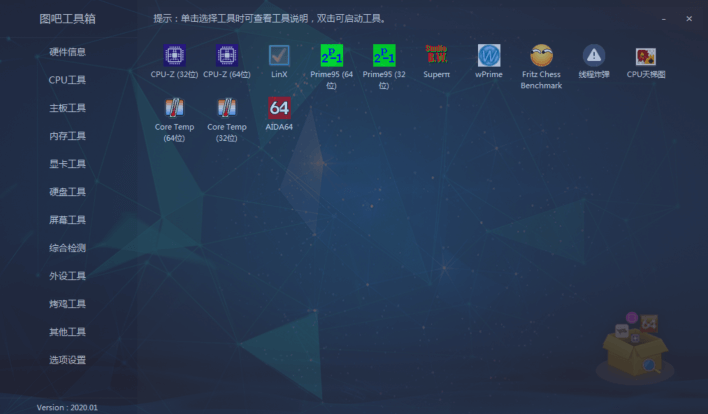 图吧工具箱
提示：单击选择工具时可查看工具说明，双击可启动工具。
硬件信息
CPU工具
主板工具
内存工具
显卡工具
硬盘工具
屏幕工具
综合检测
外设工具
烤鸡工具
其他工具
选项设置
Version : 2020.01
CPU-Z (32位)
CPU-Z (64位)
LinX
Prime95 (64
位)
Prime95 (32
位)
Superπ
wPrime
Fritz Chess
Benchmark
线程炸弹
CPU天梯图
Core Temp
(64位)
Core Temp
(32位)
64
AIDA64